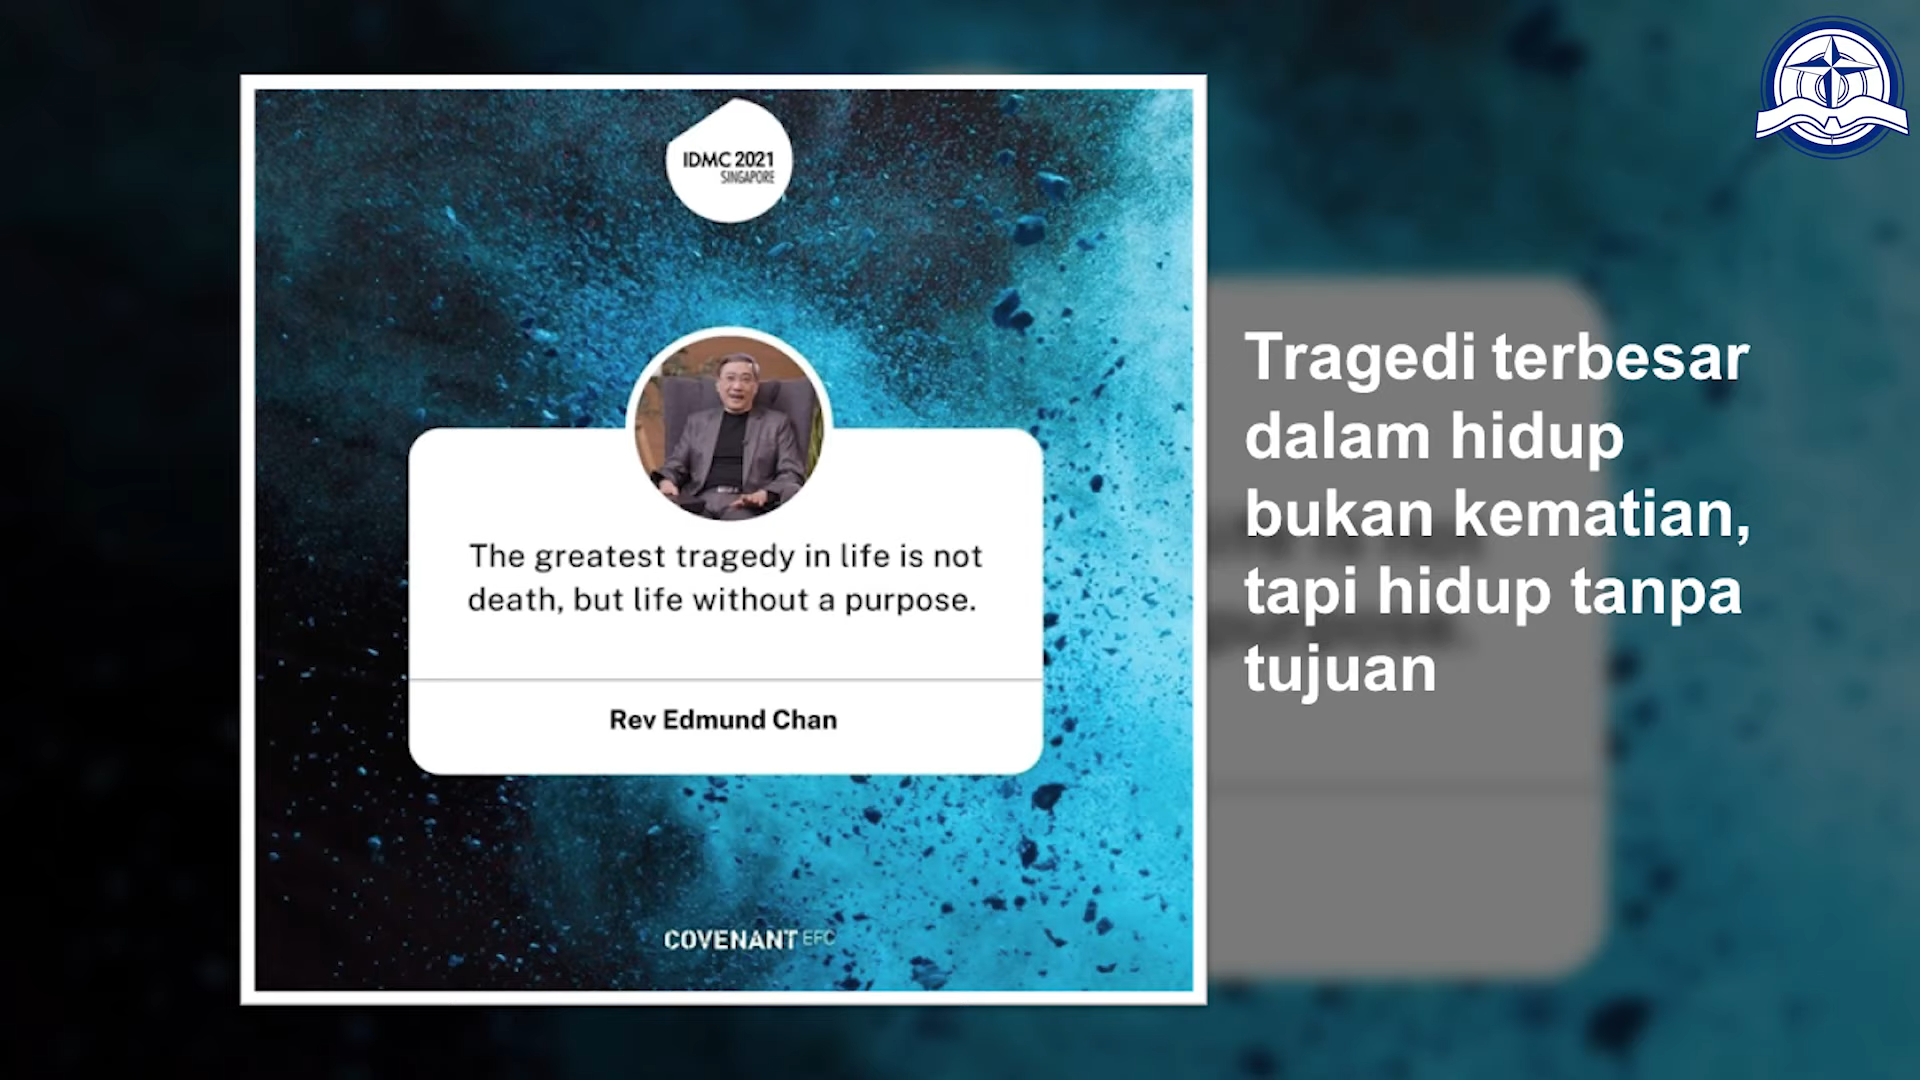 IDMC 2021
SINGAPORE
The greatest tragedy in life is not
death, but life without a purpose.
Rev Edmund Chan
COVENANT EFC
Tragedi terbesar
dalam hidup
bukan kematian,
tapi hidup tanpa
tujuan